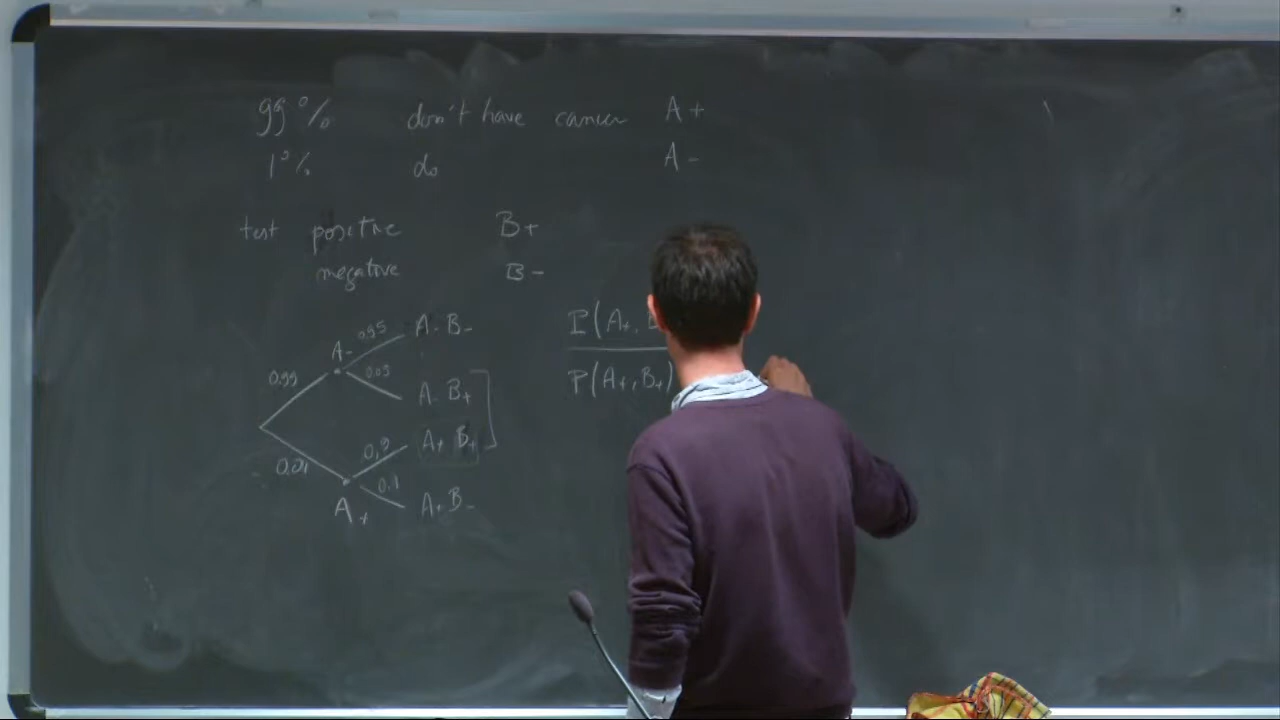 99% don't have cancer A+
1% do A-
test positive B+
negative B-
0.99 A- 0.95 A- B-
0.05 A- B+
0.01 A+ 0,9 A+ B+
0.1 A+ B-
P(A+, B
P(A+, B+)